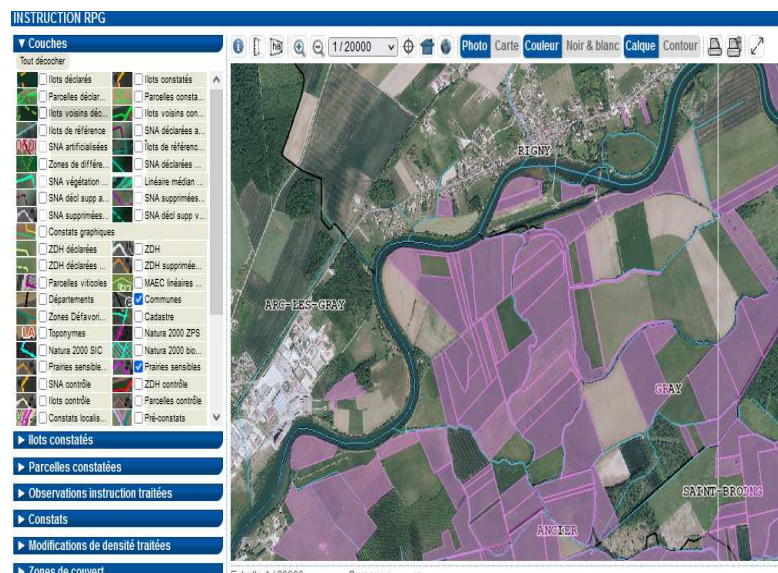 INSTRUCTION RPG
▼ Couches
Tout décocher
Ilots déclarés
Ilots constatés
Parcelles déclar...
Parcelles consta...
Ilots voisins déc...
Ilots voisins con...
Ilots de référence
SNA déclarées a...
SNA artificialisées
Îlots de référenc...
Zones de différe...
SNA déclarées ...
SNA végétation ...
Linéaire médian ...
SNA décl supp a...
SNA supprimées...
SNA supprimées...
SNA décl supp v...
Constats graphiques
ZDH déclarées
ZDH
ZDH déclarées ...
ZDH supprimée...
Parcelles viticoles
MAEC linéaires ...
Départements
Communes
Zones Défavori...
Cadastre
Toponymes
Natura 2000 ZPS
Natura 2000 SIC
Natura 2000 bio...
Prairies sensible...
Prairies sensibles
SNA contrôle
ZDH contrôle
Ilots contrôle
Parcelles contrôle
Constats localis...
Pré-constats
▶ Ilots constatés
▶ Parcelles constatées
▶ Observations instruction traitées
▶ Constats
▶ Modifications de densité traitées
▶ Zones de couvert
1/20000
Photo Carte Couleur Noir & blanc Calque Contour
RIGNY
ARC-LES-GRAY
GRAY
SAINT-BROING
ANGIER